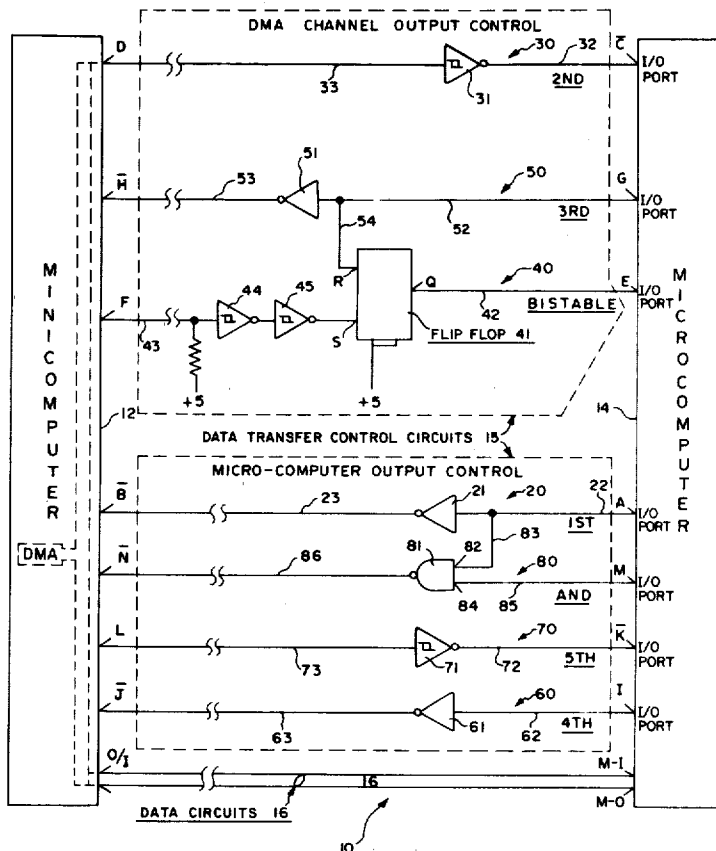 DMA CHANNEL OUTPUT CONTROL
D
30
32
C̅
I/O PORT
33
31
2ND
H̅
53
51
50
G
I/O PORT
54
52
3RD
R
Q
40
E
I/O PORT
F
44
45
42
BISTABLE
43
S
FLIP FLOP 41
+5
+5
MINICOMPUTER
MICROCOMPUTER
12
14
DATA TRANSFER CONTROL CIRCUITS 15
MICRO-COMPUTER OUTPUT CONTROL
B̅
23
21
20
22
A
I/O PORT
1ST
83
DMA
N̅
86
81
82
80
M
I/O PORT
84
85
AND
L
70
K̅
I/O PORT
73
71
72
5TH
J̅
60
I
I/O PORT
63
61
62
4TH
O/I
M-I
16
DATA CIRCUITS 16
M-O
10